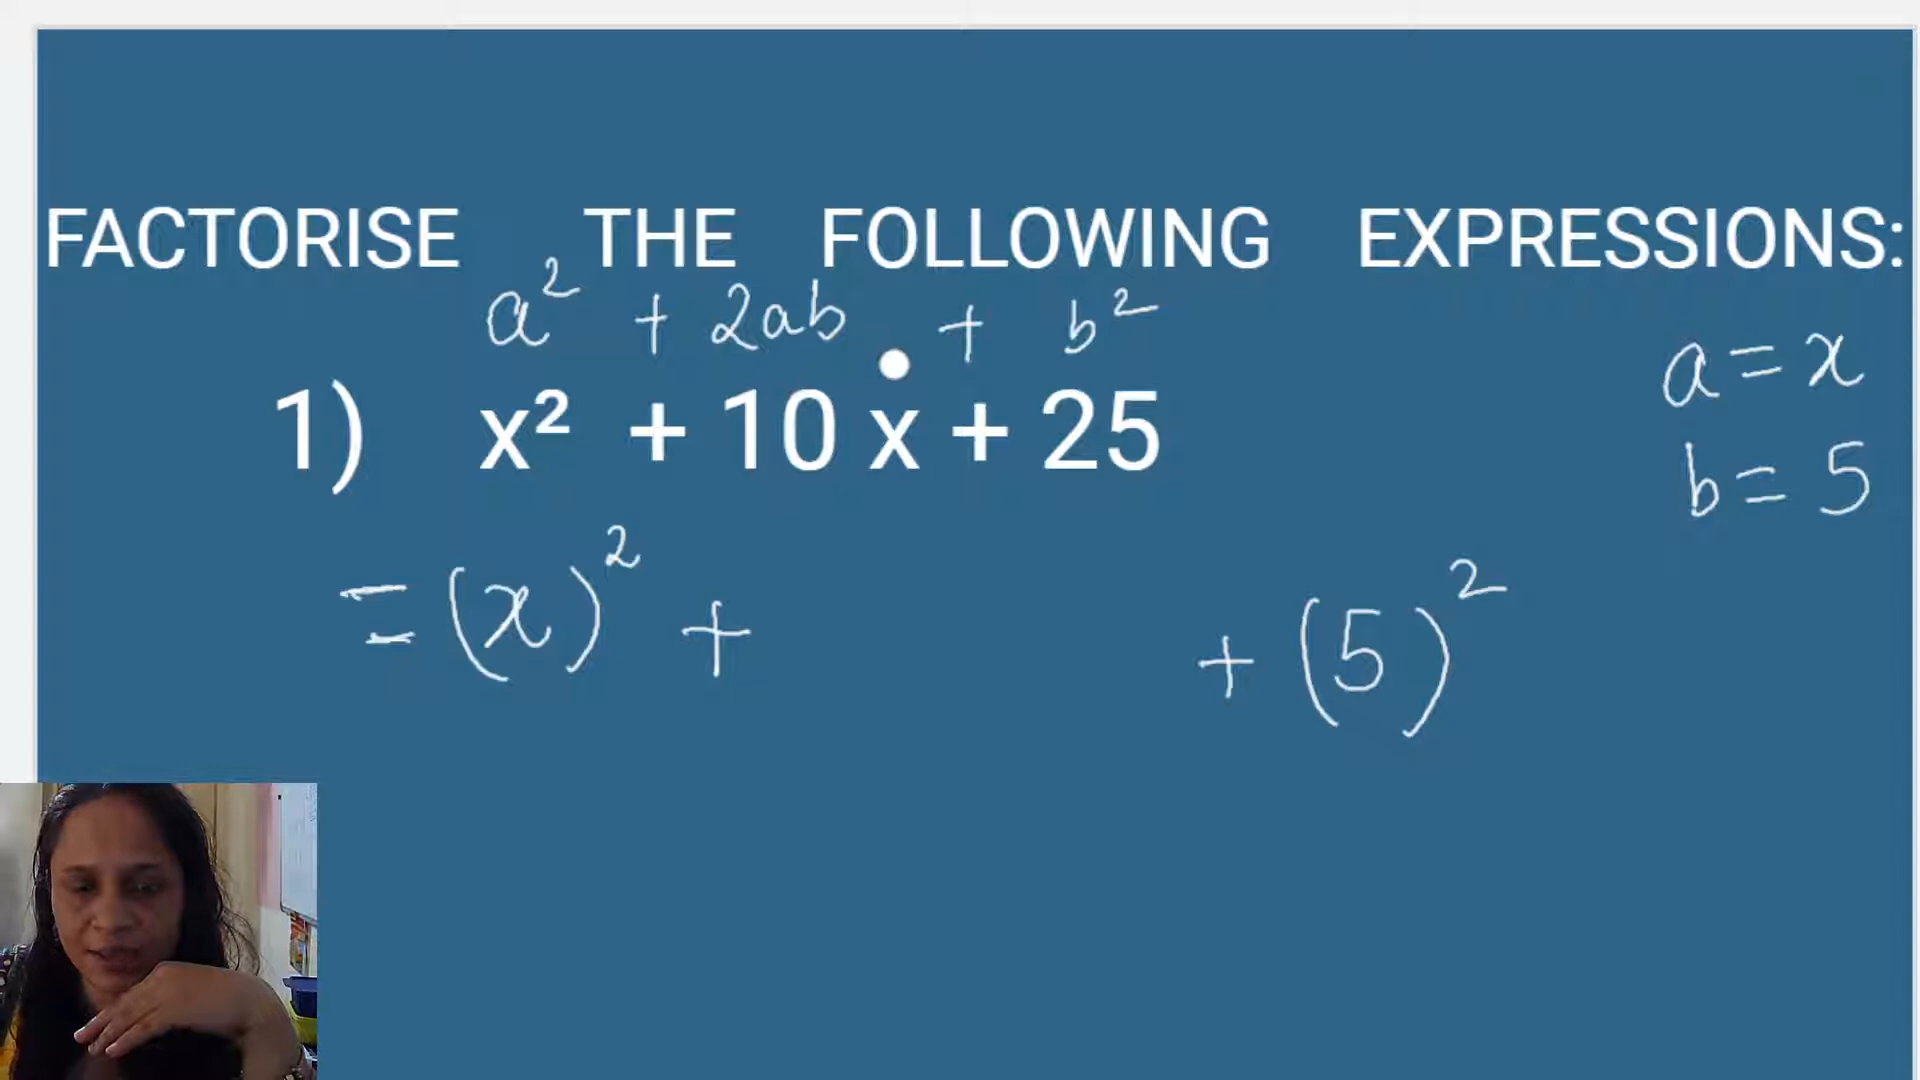 FACTORISE THE FOLLOWING EXPRESSIONS:
a² + 2ab + b²
a = x
1) x² + 10 x + 25
b = 5
= (x)² + + (5)²